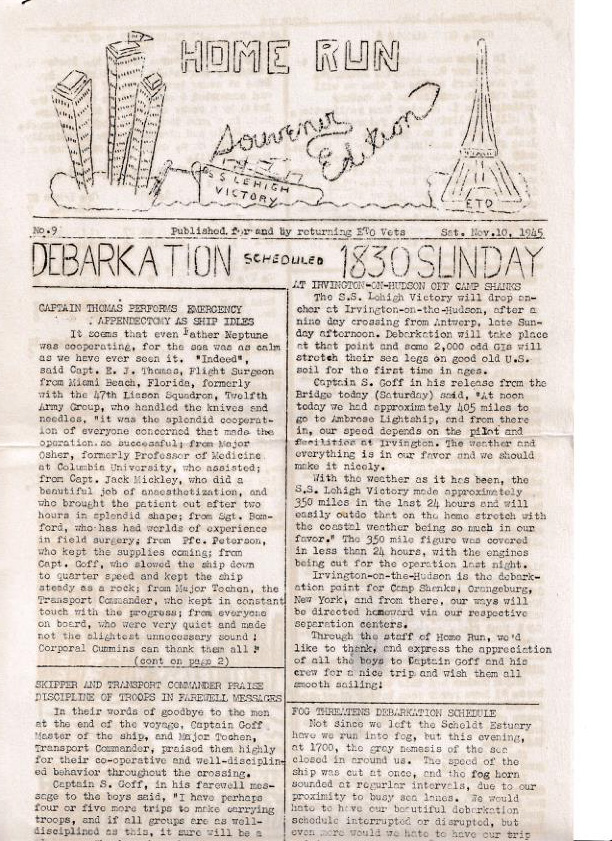 HOME RUN
Souvenir
Edition
S S LEHIGH
VICTORY
ETO
No.9 Published for and by returning ETO Vets Sat. Nov.10, 1945
DEBARKATION SCHEDULED 1830 SUNDAY
CAPTAIN THOMAS PERFORMS EMERGENCY
APPENDECTOMY AS SHIP IDLES
It seems that even Father Neptune
was cooperating, for the sea was as calm
as we have ever seen it. "Indeed",
said Capt. E. J. Thomas, Flight Surgeon
from Miami Beach, Florida, formerly
with the 47th Liason Squadron, Twelfth
Army Group, who handled the knives and
needles, "it was the splendid cooperat-
ion of everyone concerned that made the
operation so successful; from Major
Osher, formerly Professor of Medicine
at Columbia University, who assisted;
from Capt. Jack Mickley, who did a
beautiful job of anaesthetization, and
who brought the patient out after two
hours in splendid shape; from Sgt. Bom-
ford, who has had worlds of experience
in field surgery; from Pfc. Peterson,
who kept the supplies coming; from
Capt. Goff, who slowed the ship down
to quarter speed and kept the ship
steady as a rock; from Major Tochen, the
Transport Commander, who kept in constant
touch with the progress; from everyone
on board, who were very quiet and made
not the slightest unnecessary sound !
Corporal Cummins can thank them all !"
(cont on page 2)
SKIPPER AND TRANSPORT COMMANDER PRAISE
DISCIPLINE OF TROOPS IN FAREWELL MESSAGES
In their words of goodbye to the men
at the end of the voyage, Captain Goff
Master of the ship, and Major Tochen,
Transport Commander, praised them highly
for their co-operative and well-disciplin-
ed behavior throughout the crossing.
Captain S. Goff, in his farewell mes-
sage to the boys said, "I have perhaps
four or five more trips to make carrying
troops, and if all groups are as well-
disciplined as this, it sure will be a
AT IRVINGTON-ON-HUDSON OFF CAMP SHANKS
The S.S. Lehigh Victory will drop an-
chor at Irvington-on-the-Hudson, after a
nine day crossing from Antwerp, late Sun-
day afternoon. Debarkation will take place
at that point and some 2,000 odd GIs will
stretch their sea legs on good old U.S.
soil for the first time in ages.
Captain S. Goff in his release from the
Bridge today (Saturday) said, "At noon
today we had approximately 405 miles to
go to Ambrose Lightship, and from there
in, our speed depends on the pilot and
facilities at Irvington. The weather and
everything is in our favor and we should
make it nicely.
With the weather as it has been, the
S.S. Lehigh Victory made approximately
350 miles in the last 24 hours and will
easily outdo that on the home stretch with
the coastal weather being so much in our
favor." The 350 mile figure was covered
in less than 24 hours, with the engines
being cut for the operation last night.
Irvington-on-the-Hudson is the debark-
ation point for Camp Shanks, Orangeburg,
New York, and from there, our ways will
be directed homeward via our respective
separation centers.
Through the staff of Home Run, we'd
like to thank, and express the appreciation
of all the boys to Captain Goff and his
crew for a nice trip and wish them all
smooth sailing!
FOG THREATENS DEBARKATION SCHEDULE
Not since we left the Scheldt Estuary
have we run into fog, but this evening,
at 1700, the gray nemesis of the sea
closed in around us. The speed of the
ship was cut at once, and the fog horn
sounded at regular intervals, due to our
proximity to busy sea lanes. We would
hate to have our beautiful debarkation
schedule interrupted or disrupted, but
even more would we hate to have our trip